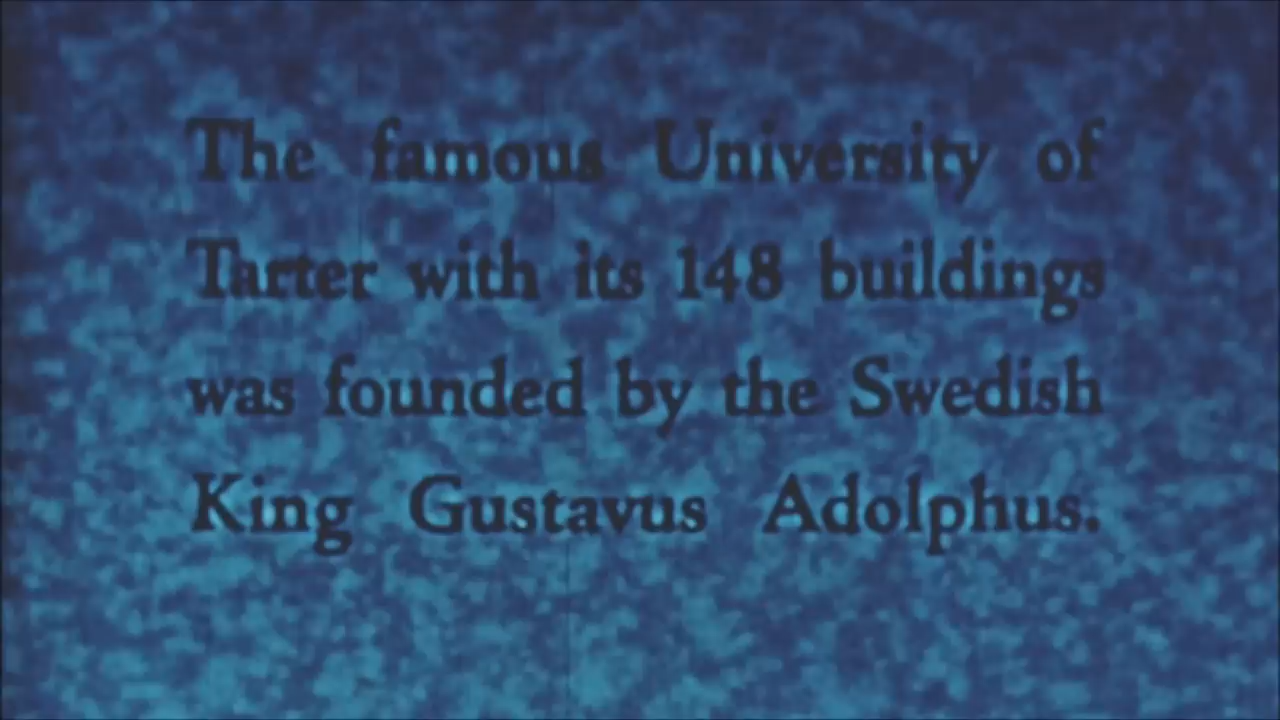 The famous University of
Tarter with its 148 buildings
was founded by the Swedish
King Gustavus Adolphus.